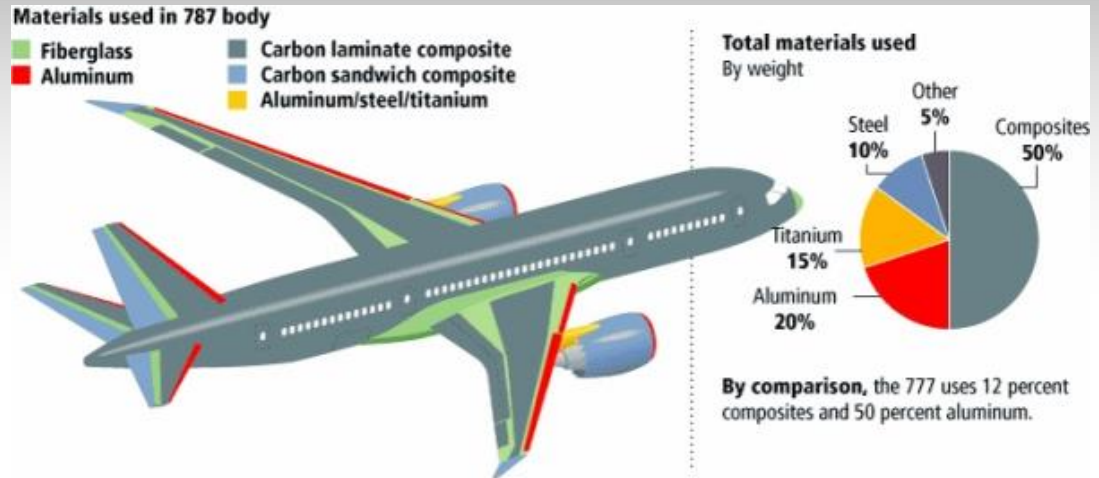 Materials used in 787 body
Fiberglass
Aluminum
Carbon laminate composite
Carbon sandwich composite
Aluminum/steel/titanium
Total materials used
By weight
Other
5%
Steel
10%
Composites
50%
Titanium
15%
Aluminum
20%
By comparison, the 777 uses 12 percent
composites and 50 percent aluminum.